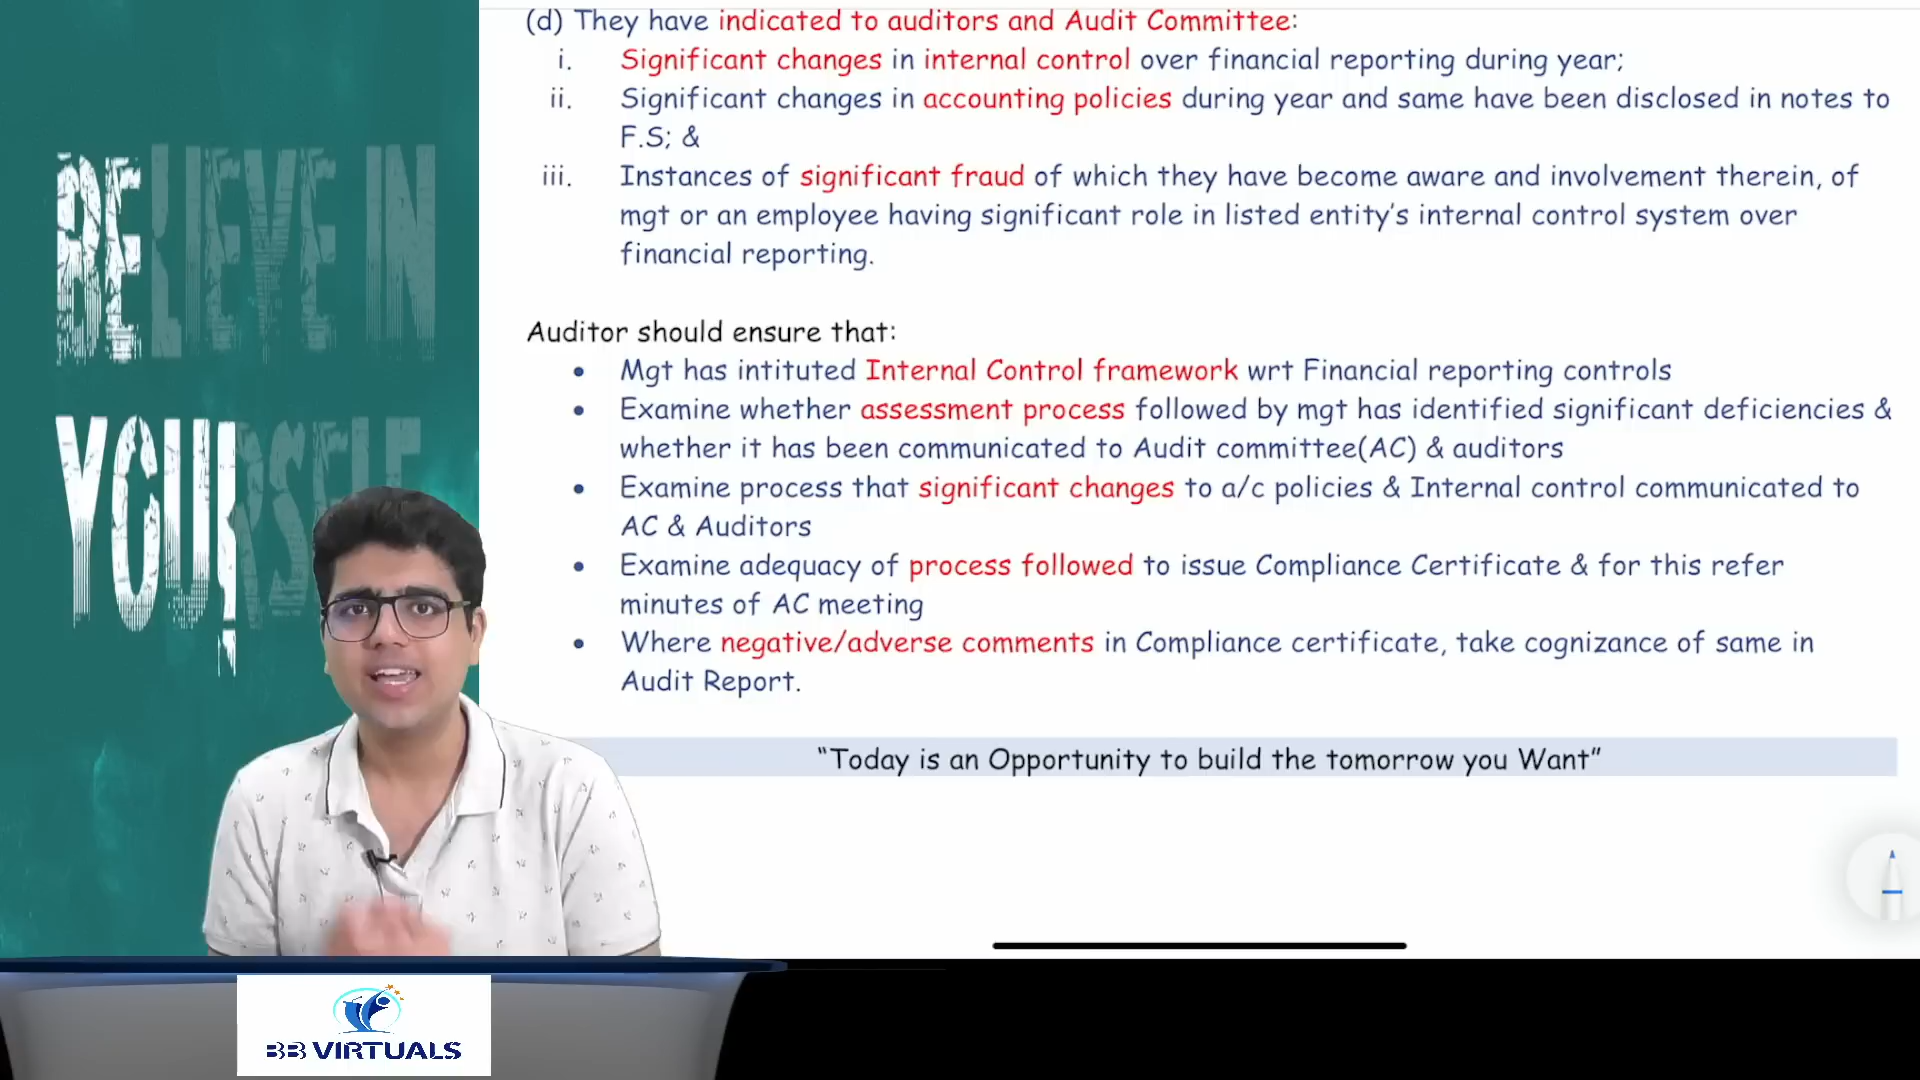 (d) They have indicated to auditors and Audit Committee:
i. Significant changes in internal control over financial reporting during year;
ii. Significant changes in accounting policies during year and same have been disclosed in notes to
F.S; &
iii. Instances of significant fraud of which they have become aware and involvement therein, of
mgt or an employee having significant role in listed entity's internal control system over
financial reporting.
Auditor should ensure that:
• Mgt has intituted Internal Control framework wrt Financial reporting controls
• Examine whether assessment process followed by mgt has identified significant deficiencies &
whether it has been communicated to Audit committee(AC) & auditors
• Examine process that significant changes to a/c policies & Internal control communicated to
AC & Auditors
• Examine adequacy of process followed to issue Compliance Certificate & for this refer
minutes of AC meeting
• Where negative/adverse comments in Compliance certificate, take cognizance of same in
Audit Report.
“Today is an Opportunity to build the tomorrow you Want”
BELIEVE IN
YOURSELF
BB VIRTUALS